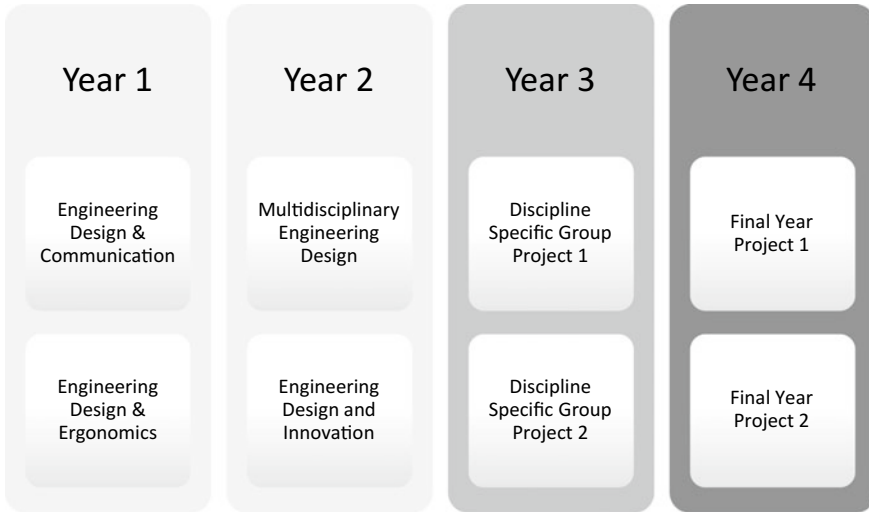 Year 1
Engineering
Design &
Communication
Engineering
Design &
Ergonomics
Year 2
Multidisciplinary
Engineering
Design
Engineering
Design and
Innovation
Year 3
Discipline
Specific Group
Project 1
Discipline
Specific Group
Project 2
Year 4
Final Year
Project 1
Final Year
Project 2